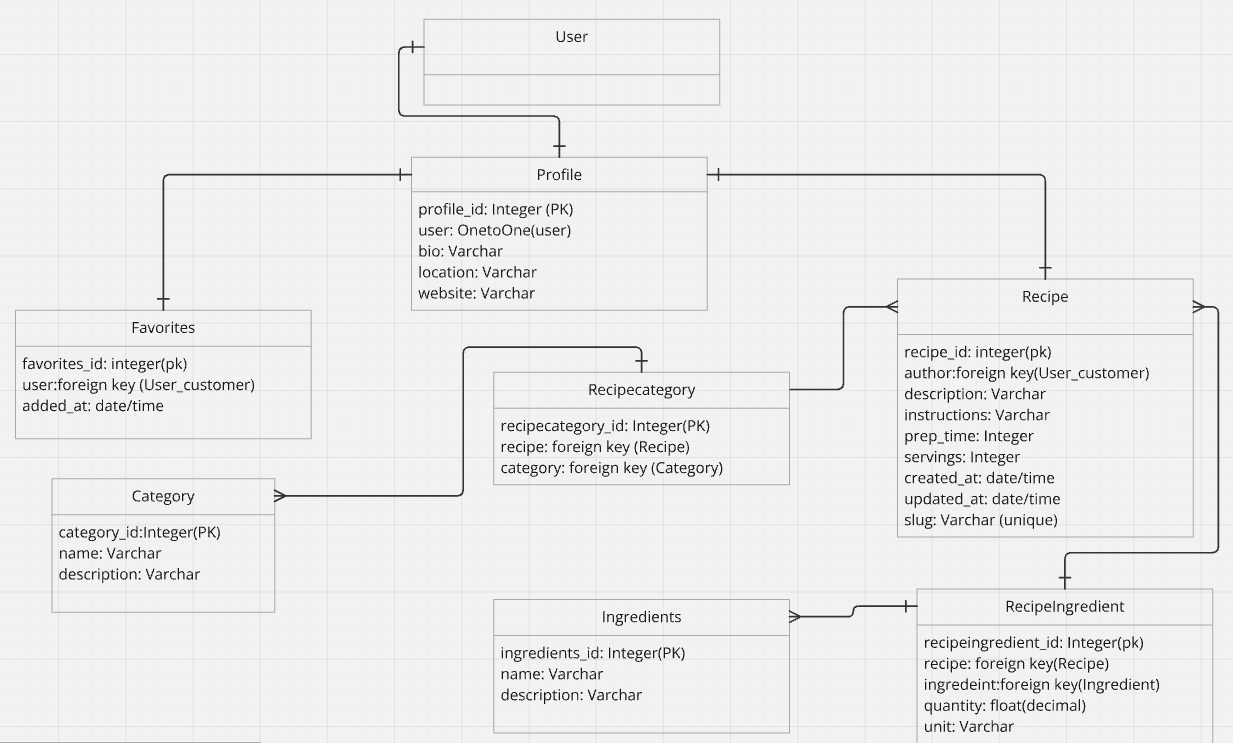 User
Profile
profile_id: Integer (PK)
user: OnetoOne(user)
bio: Varchar
location: Varchar
website: Varchar
Favorites
favorites_id: integer(pk)
user:foreign key (User_customer)
added_at: date/time
Recipe
recipe_id: integer(pk)
author:foreign key(User_customer)
description: Varchar
instructions: Varchar
prep_time: Integer
servings: Integer
created_at: date/time
updated_at: date/time
slug: Varchar (unique)
Recipecategory
recipecategory_id: Integer(PK)
recipe: foreign key (Recipe)
category: foreign key (Category)
Category
category_id:Integer(PK)
name: Varchar
description: Varchar
Ingredients
ingredients_id: Integer(PK)
name: Varchar
description: Varchar
RecipeIngredient
recipeingredient_id: Integer(pk)
recipe: foreign key(Recipe)
ingredeint:foreign key(Ingredient)
quantity: float(decimal)
unit: Varchar